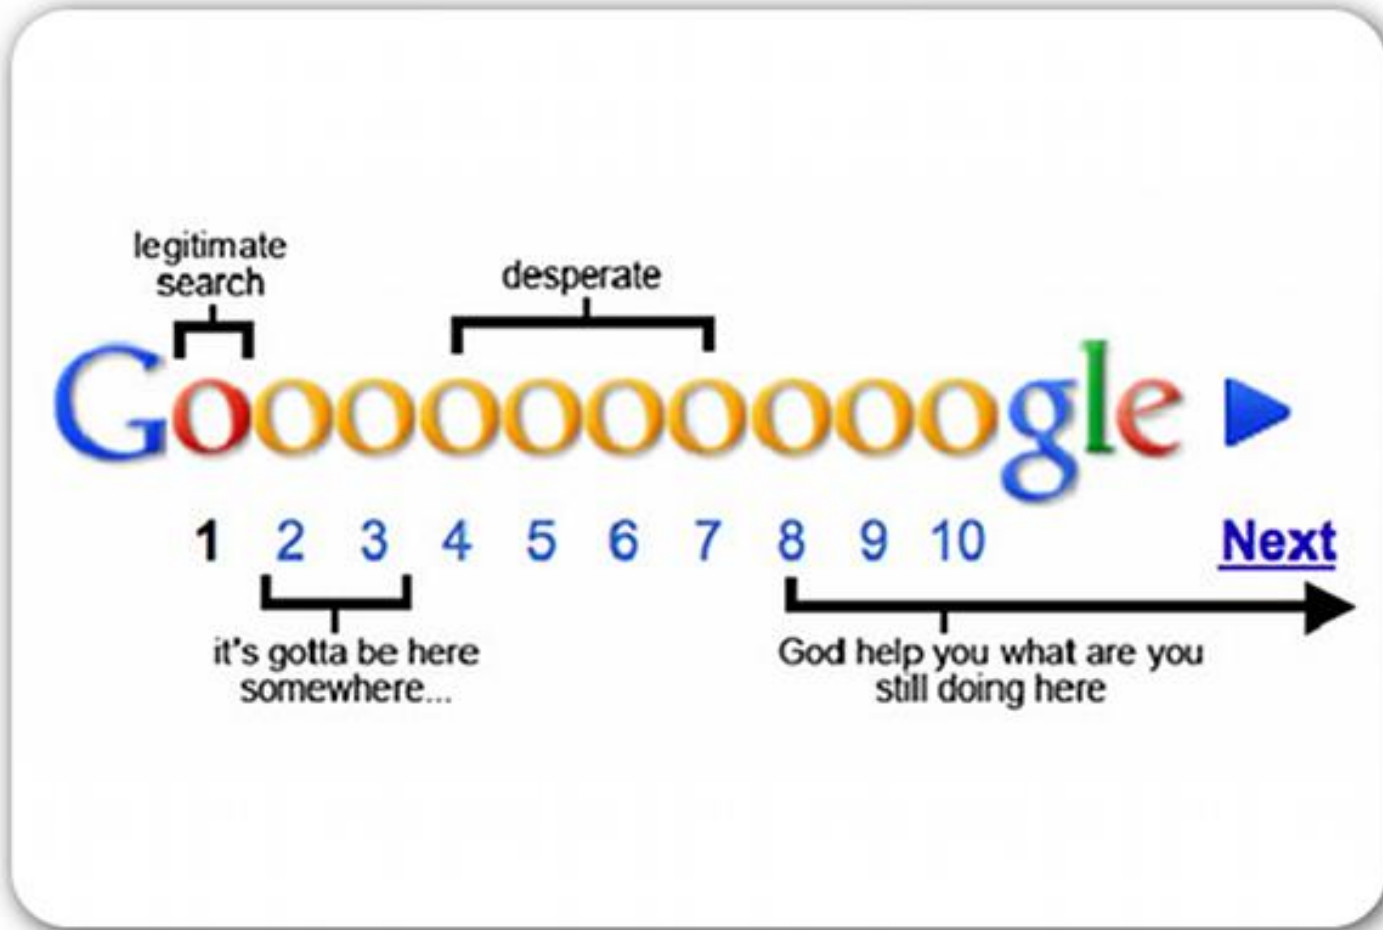 legitimate
search
desperate
Goooooooooogle
1 2 3 4 5 6 7 8 9 10 Next
it's gotta be here
somewhere...
God help you what are you
still doing here